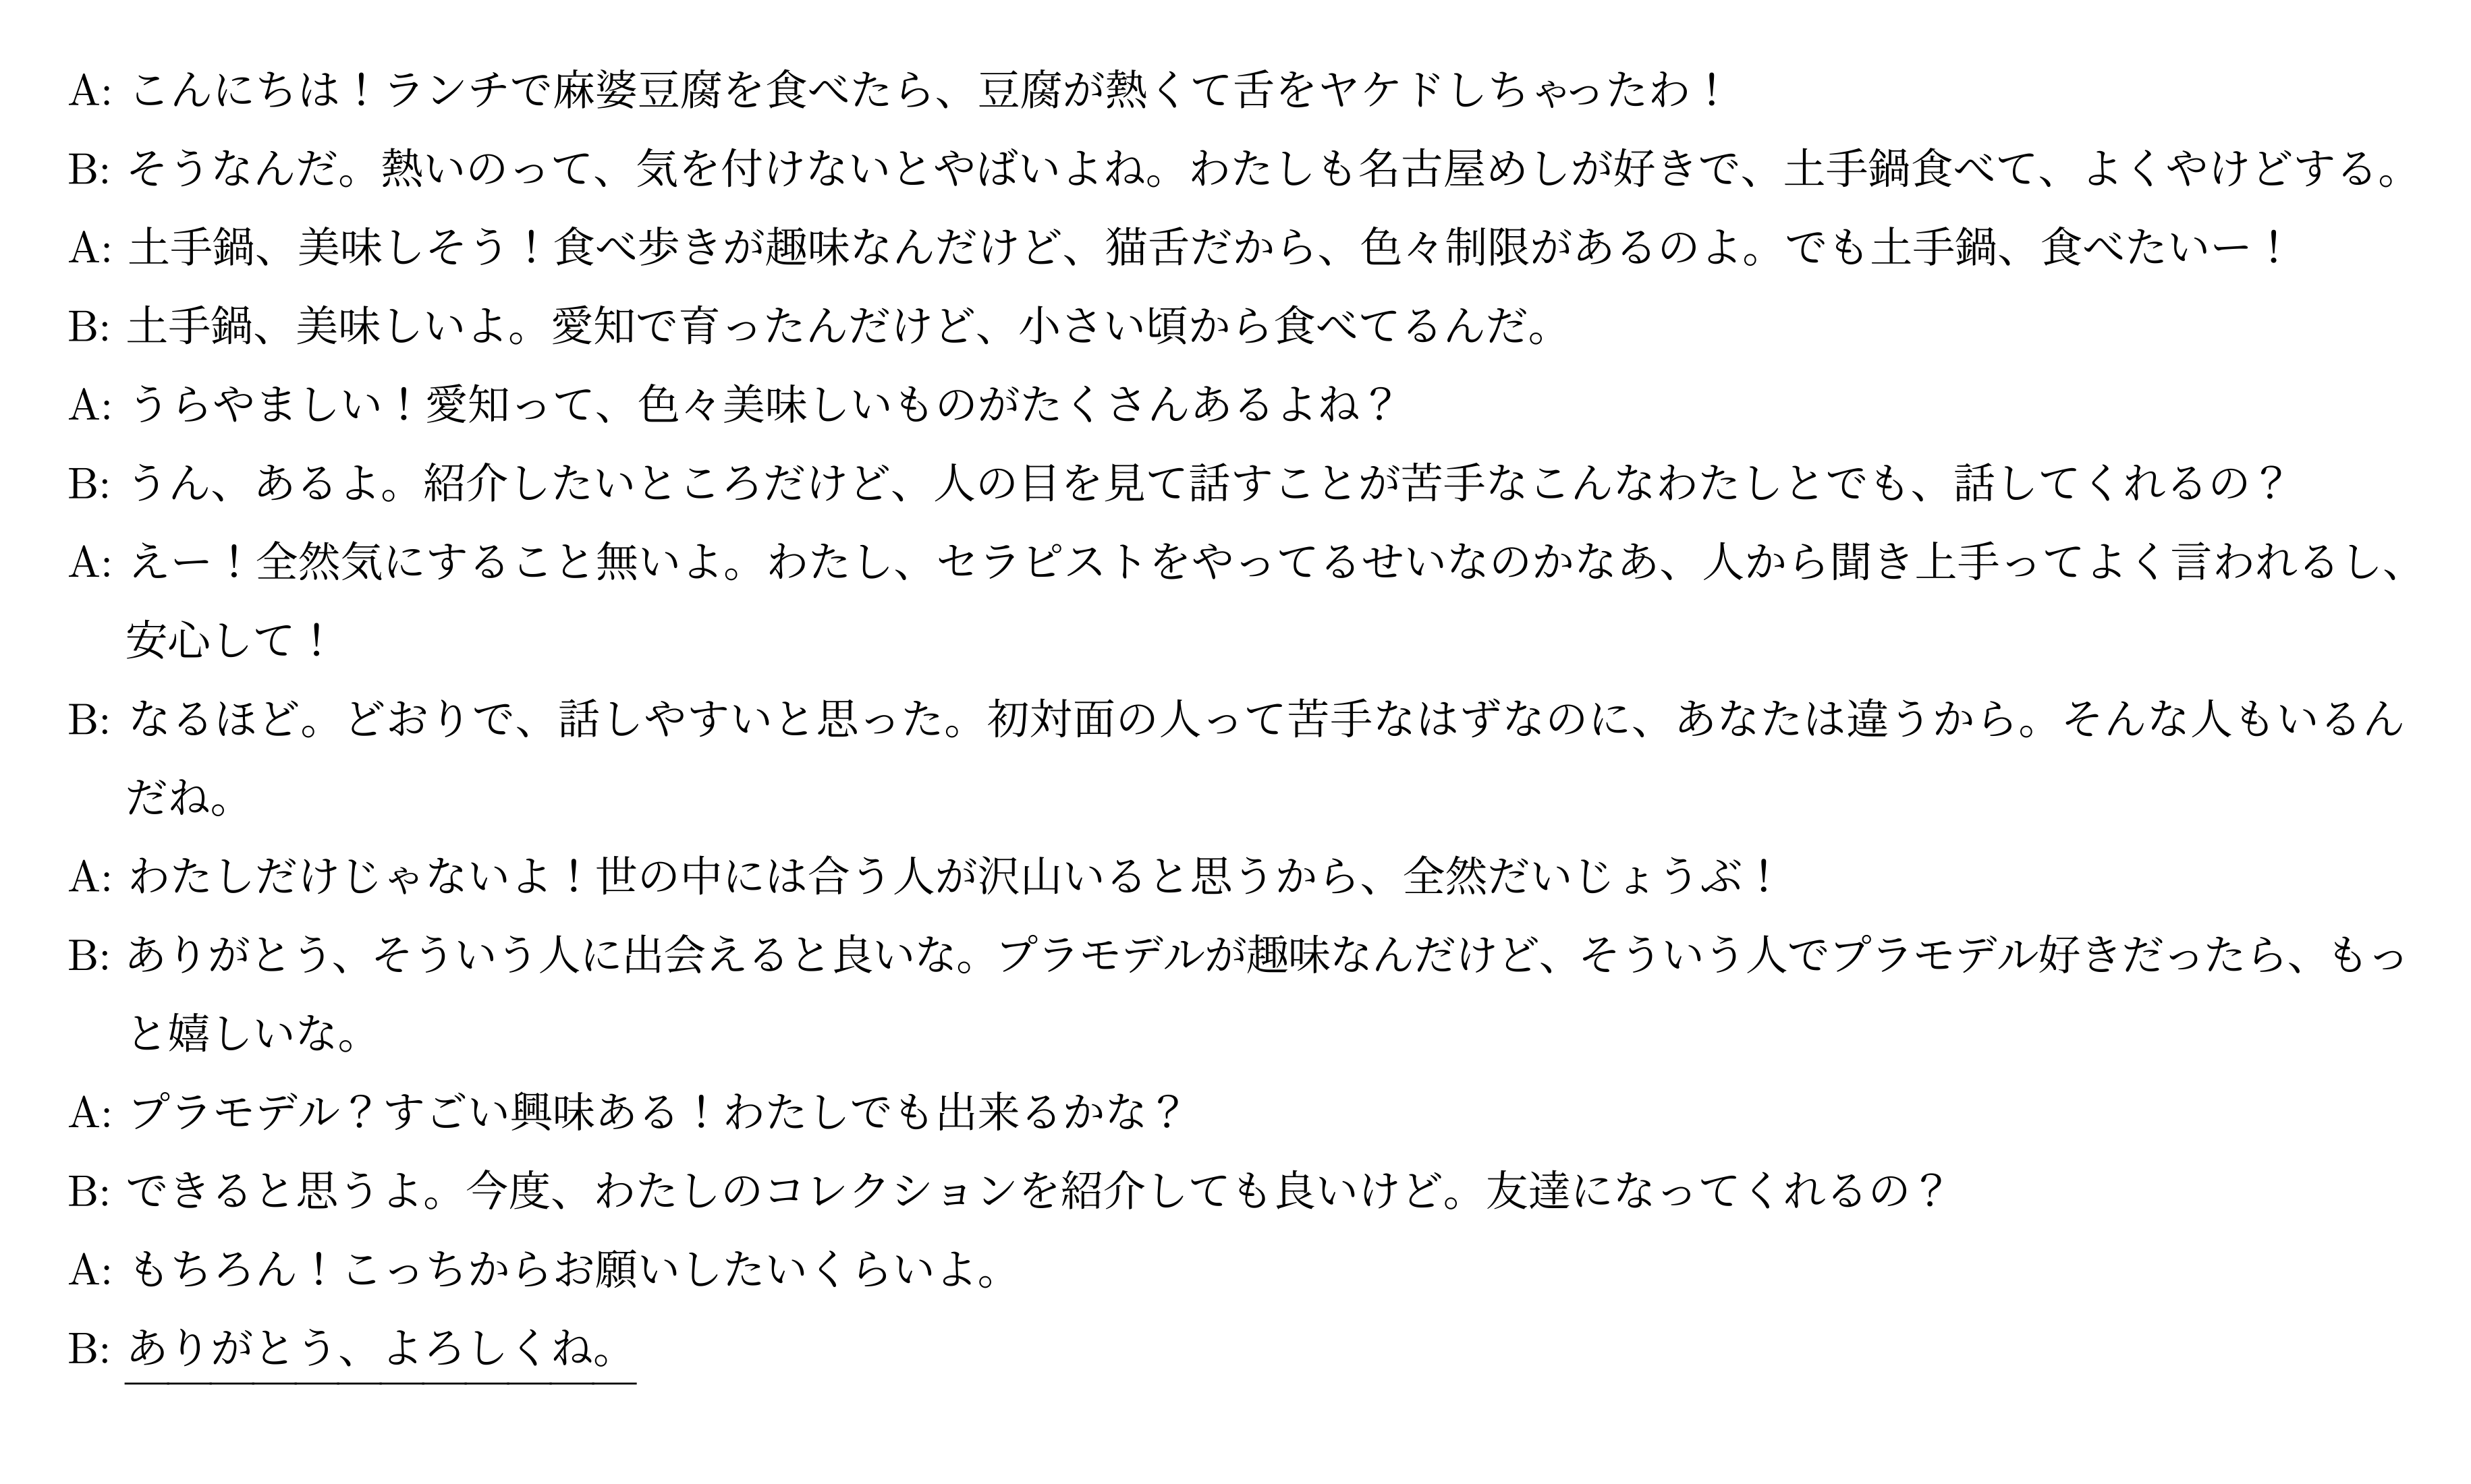 A: こんにちは！ランチで麻婆豆腐を食べたら、豆腐が熱くて舌をヤケドしちゃったわ！
B: そうなんだ。熱いのって、気を付けないとやばいよね。わたしも名古屋めしが好きで、土手鍋食べて、よくやけどする。
A: 土手鍋、美味しそう！食べ歩きが趣味なんだけど、猫舌だから、色々制限があるのよ。でも土手鍋、食べたいー！
B: 土手鍋、美味しいよ。愛知で育ったんだけど、小さい頃から食べてるんだ。
A: うらやましい！愛知って、色々美味しいものがたくさんあるよね？
B: うん、あるよ。紹介したいところだけど、人の目を見て話すことが苦手なこんなわたしとでも、話してくれるの？
A: えー！全然気にすること無いよ。わたし、セラピストをやってるせいなのかなあ、人から聞き上手ってよく言われるし、
安心して！
B: なるほど。どおりで、話しやすいと思った。初対面の人って苦手なはずなのに、あなたは違うから。そんな人もいるん
だね。
A: わたしだけじゃないよ！世の中には合う人が沢山いると思うから、全然だいじょうぶ！
B: ありがとう、そういう人に出会えると良いな。プラモデルが趣味なんだけど、そういう人でプラモデル好きだったら、もっ
と嬉しいな。
A: プラモデル？すごい興味ある！わたしでも出来るかな？
B: できると思うよ。今度、わたしのコレクションを紹介しても良いけど。友達になってくれるの？
A: もちろん！こっちからお願いしたいくらいよ。
B: ありがとう、よろしくね。